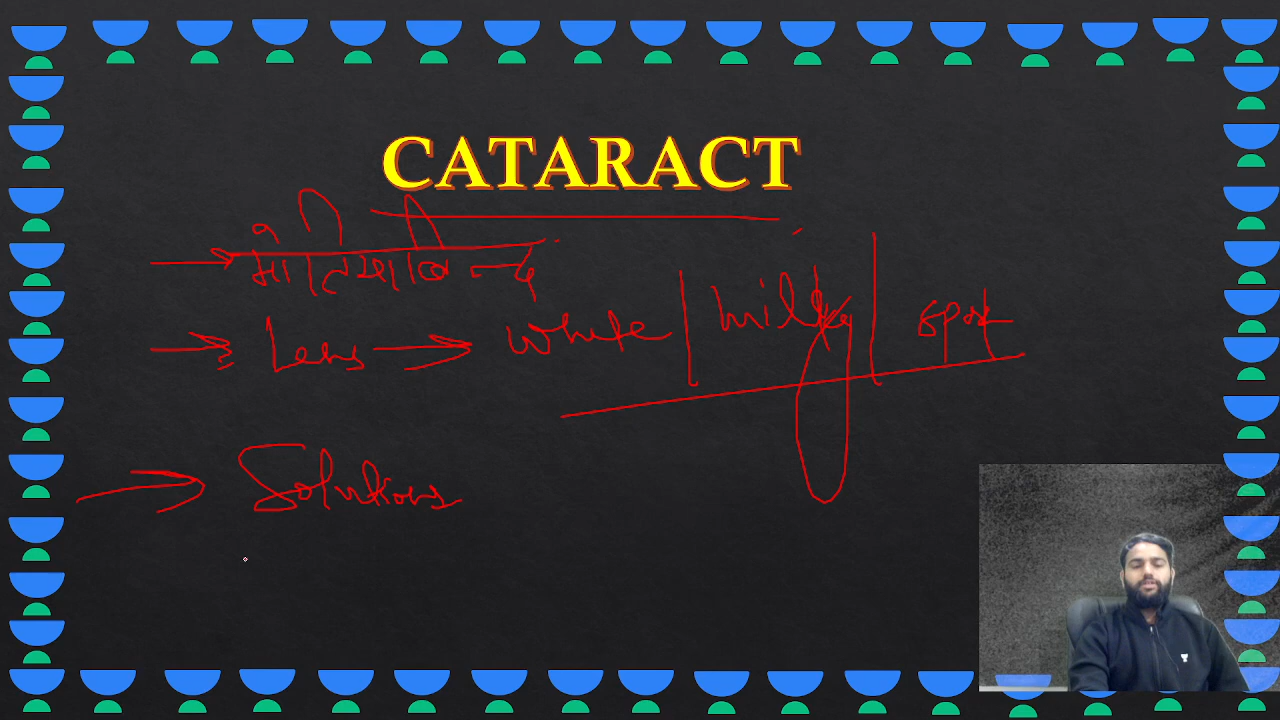 CATARACT
मोतियाबिन्द
Lens → White | milky | spot
→ Solutions